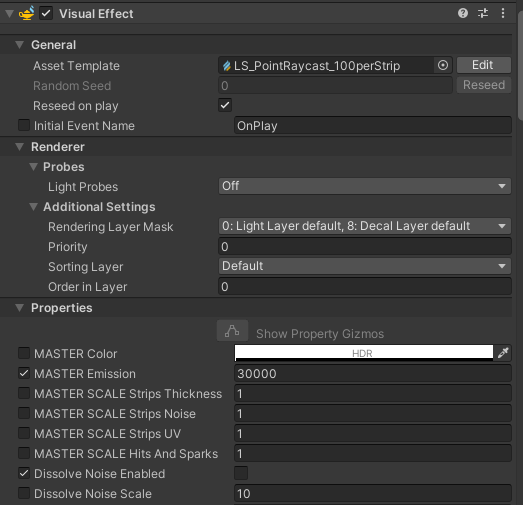 Visual Effect
General
Asset Template LS_PointRaycast_100perStrip Edit
Random Seed 0 Reseed
Reseed on play
Initial Event Name OnPlay
Renderer
Probes
Light Probes Off
Additional Settings
Rendering Layer Mask 0: Light Layer default, 8: Decal Layer default
Priority 0
Sorting Layer Default
Order in Layer 0
Properties
Show Property Gizmos
MASTER Color HDR
MASTER Emission 30000
MASTER SCALE Strips Thickness 1
MASTER SCALE Strips Noise 1
MASTER SCALE Strips UV 1
MASTER SCALE Hits And Sparks 1
Dissolve Noise Enabled
Dissolve Noise Scale 10